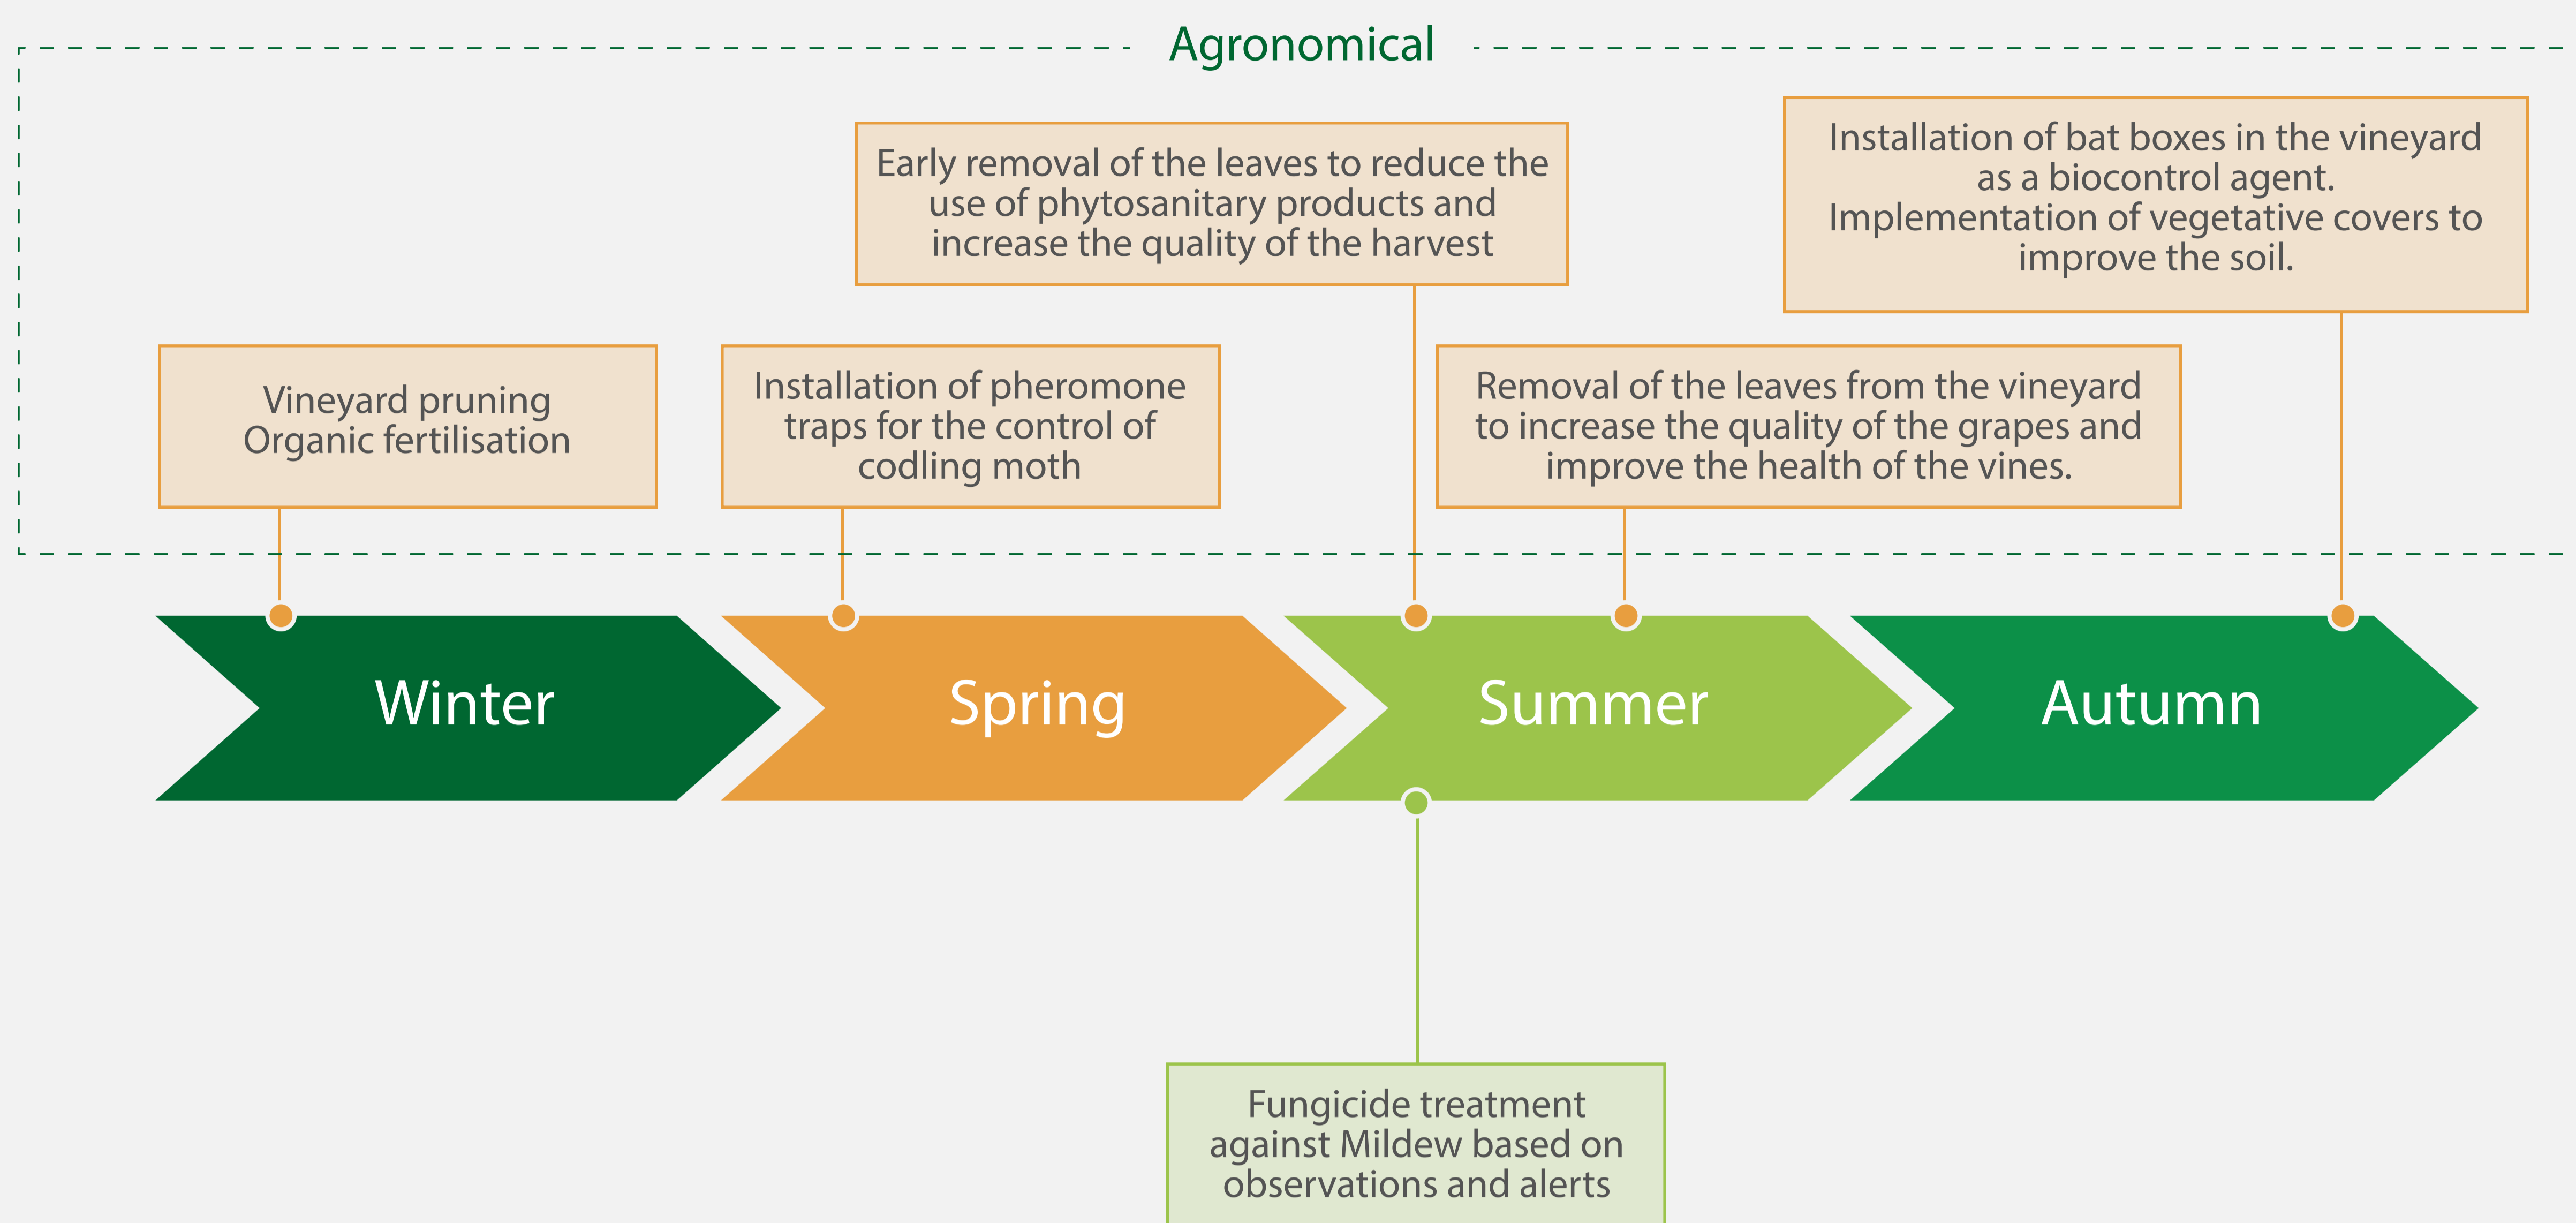 Agronomical
Early removal of the leaves to reduce the
use of phytosanitary products and
increase the quality of the harvest
Installation of bat boxes in the vineyard
as a biocontrol agent.
Implementation of vegetative covers to
improve the soil.
Vineyard pruning
Organic fertilisation
Installation of pheromone
traps for the control of
codling moth
Removal of the leaves from the vineyard
to increase the quality of the grapes and
improve the health of the vines.
Winter
Spring
Summer
Autumn
Fungicide treatment
against Mildew based on
observations and alerts